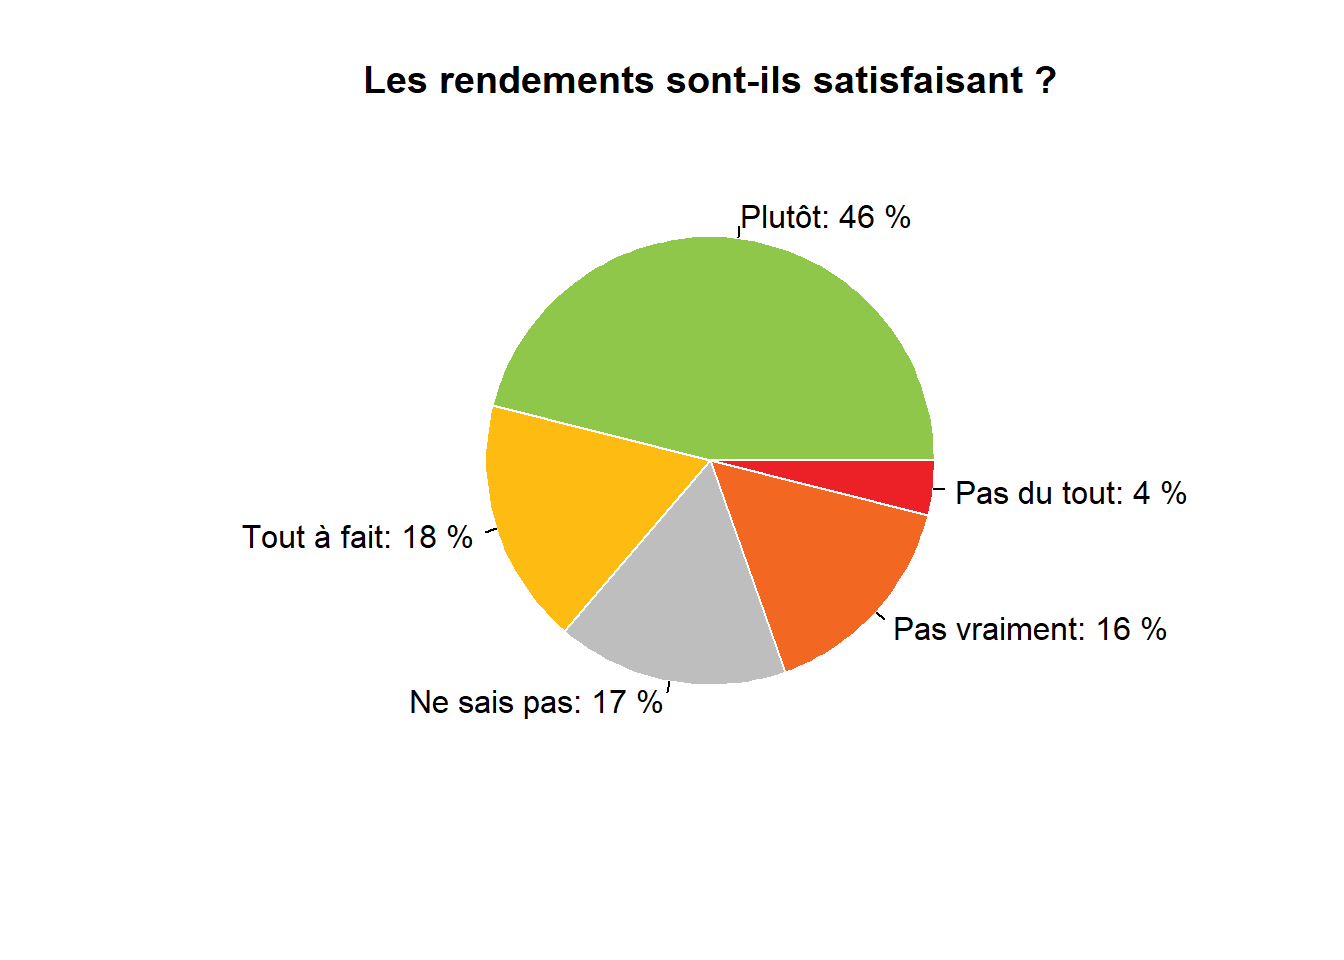 Les rendements sont-ils satisfaisant ?
Plutôt: 46 %
Pas du tout: 4 %
Tout à fait: 18 %
Pas vraiment: 16 %
Ne sais pas: 17 %